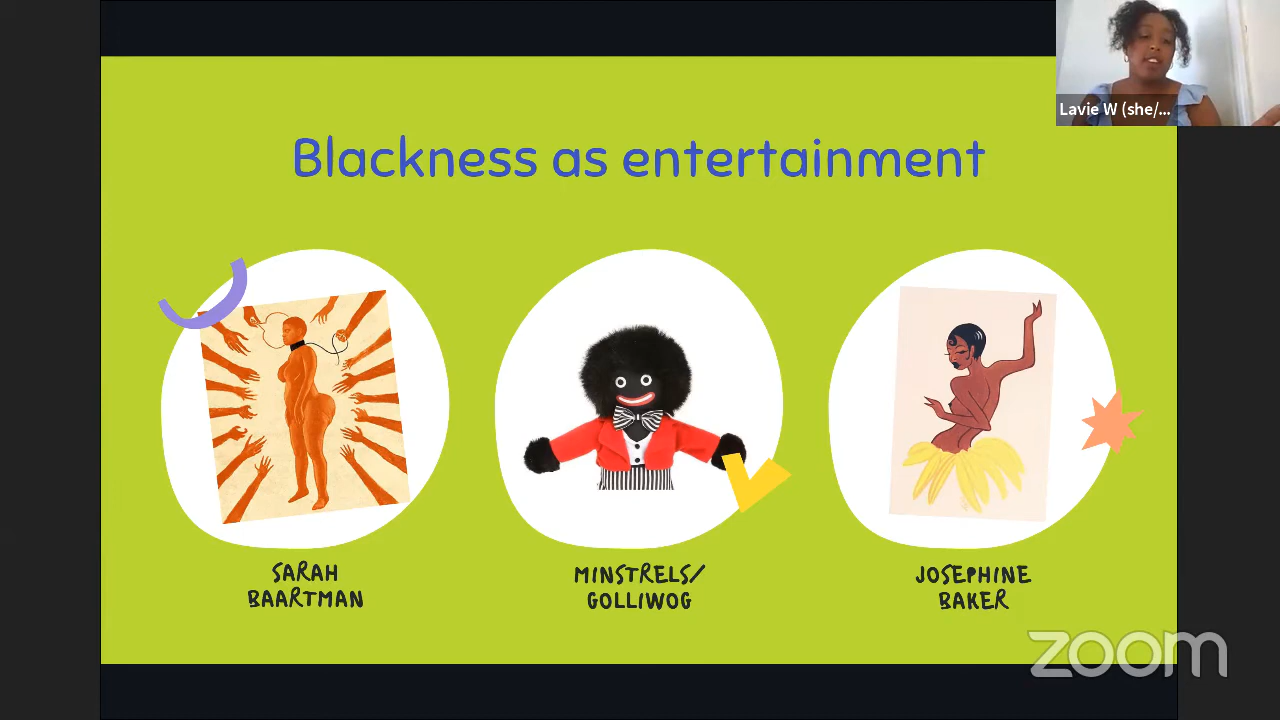 Lavie W (she/...
Blackness as entertainment
SARAH
BAARTMAN
MINSTRELS/
GOLLIWOG
JOSEPHINE
BAKER
zoom